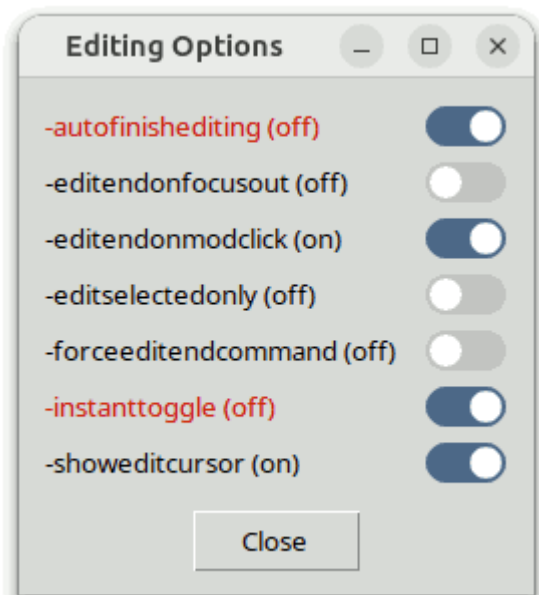 Editing Options
-autofinishediting (off)
-editendonfocusout (off)
-editendonmodclick (on)
-editselectedonly (off)
-forceeditendcommand (off)
-instanttoggle (off)
-showeditcursor (on)
Close